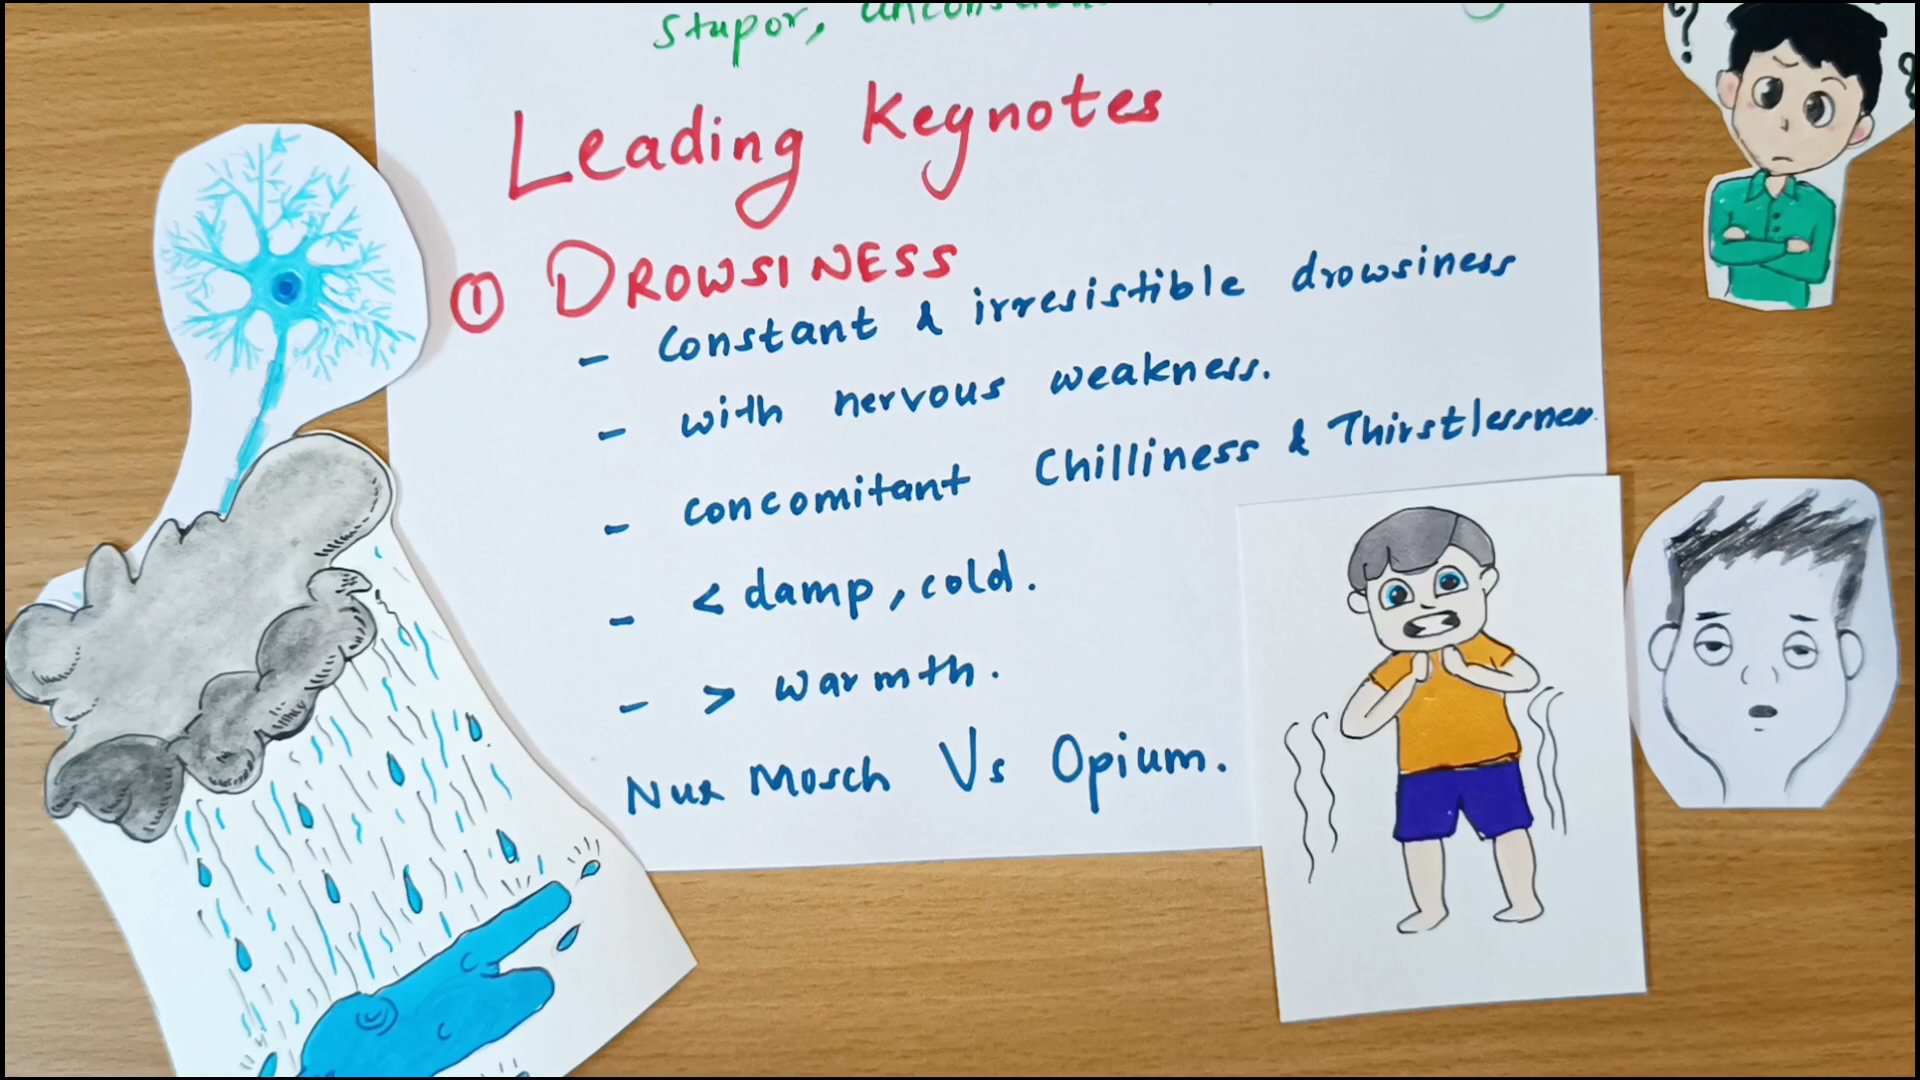 stupor,
Leading Keynotes
① DROWSINESS
- Constant & irresistible drowsiness
- with nervous weakness.
- concomitant Chilliness & Thirstlessness.
- < damp, cold.
- > warmth.
Nux Mosch Vs Opium.
? ?